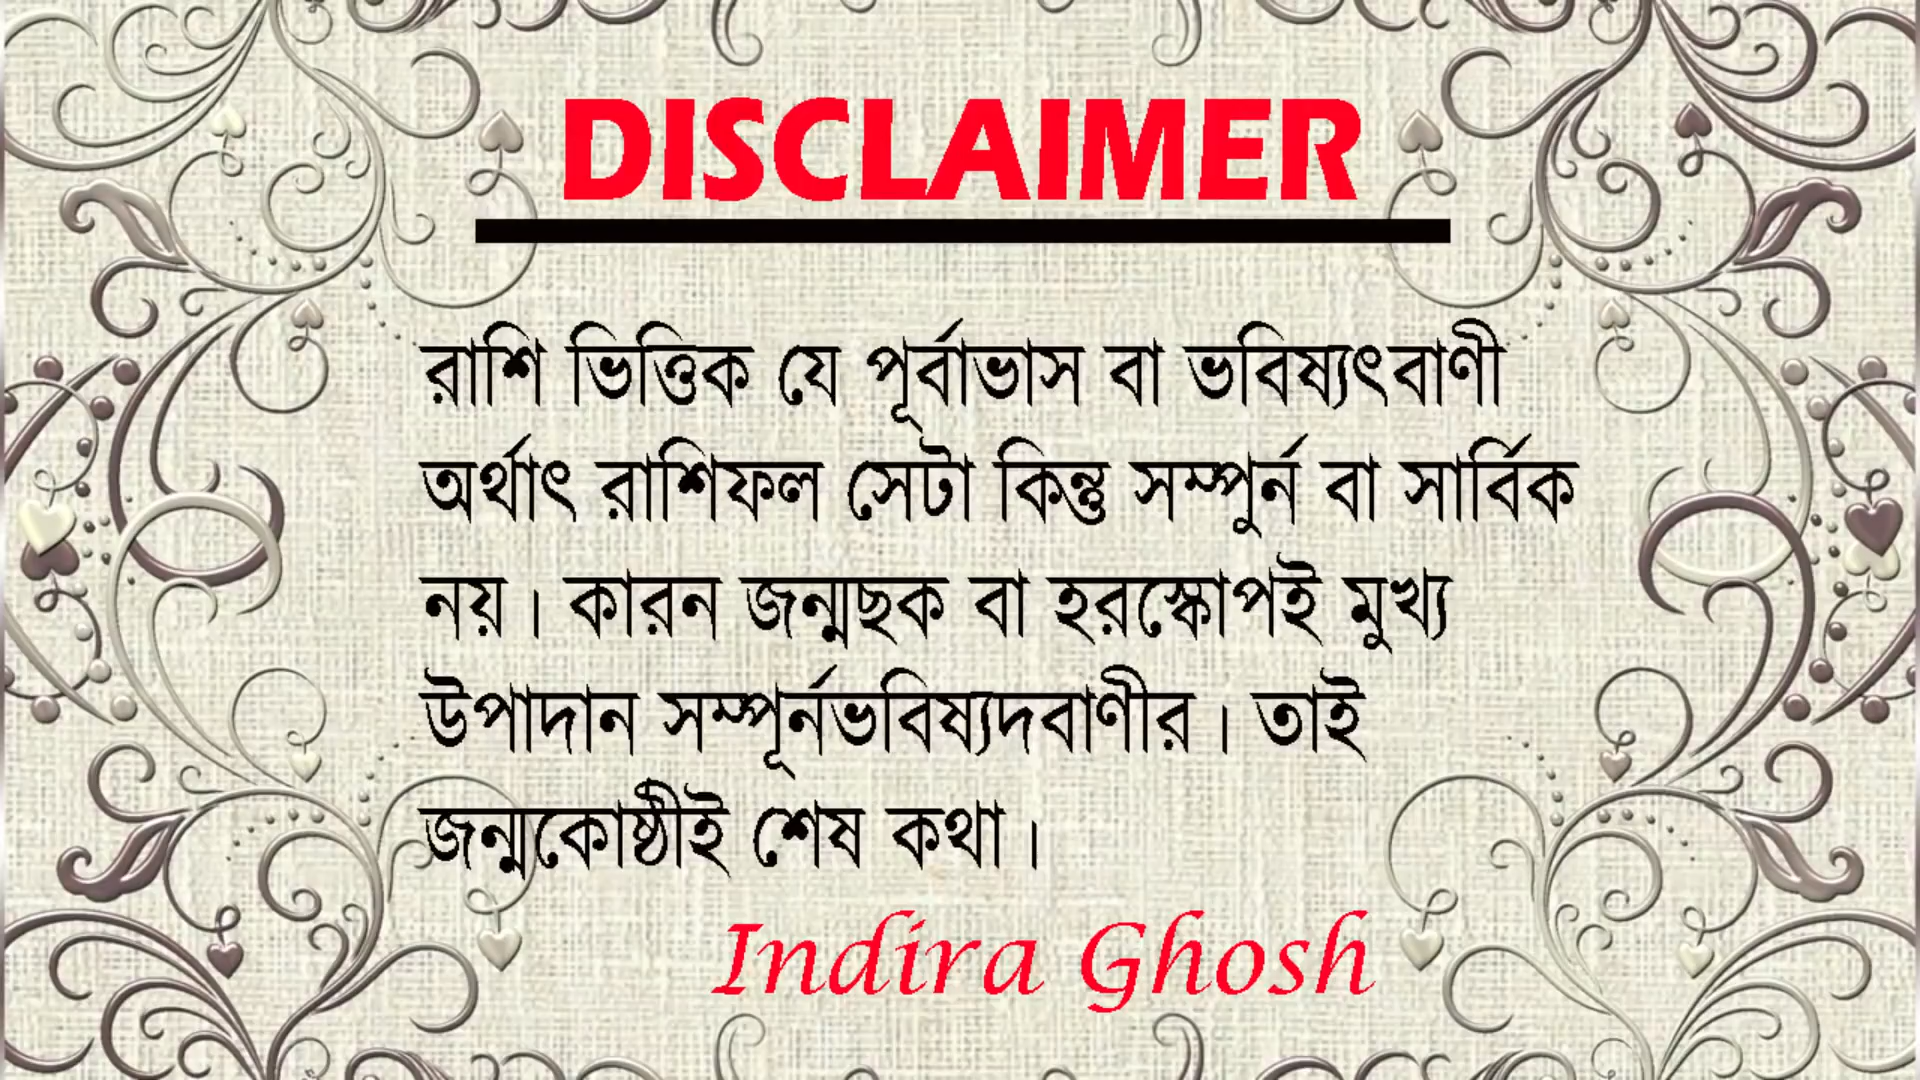 DISCLAIMER
রাশি ভিত্তিক যে পূর্বাভাস বা ভবিষ্যৎবাণী
অর্থাৎ রাশিফল সেটা কিন্তু সম্পুর্ন বা সার্বিক
নয়। কারন জন্মছক বা হরস্কোপই মুখ্য
উপাদান সম্পূর্নভবিষ্যদবাণীর। তাই
জন্মকোষ্ঠীই শেষ কথা।
Indira Ghosh